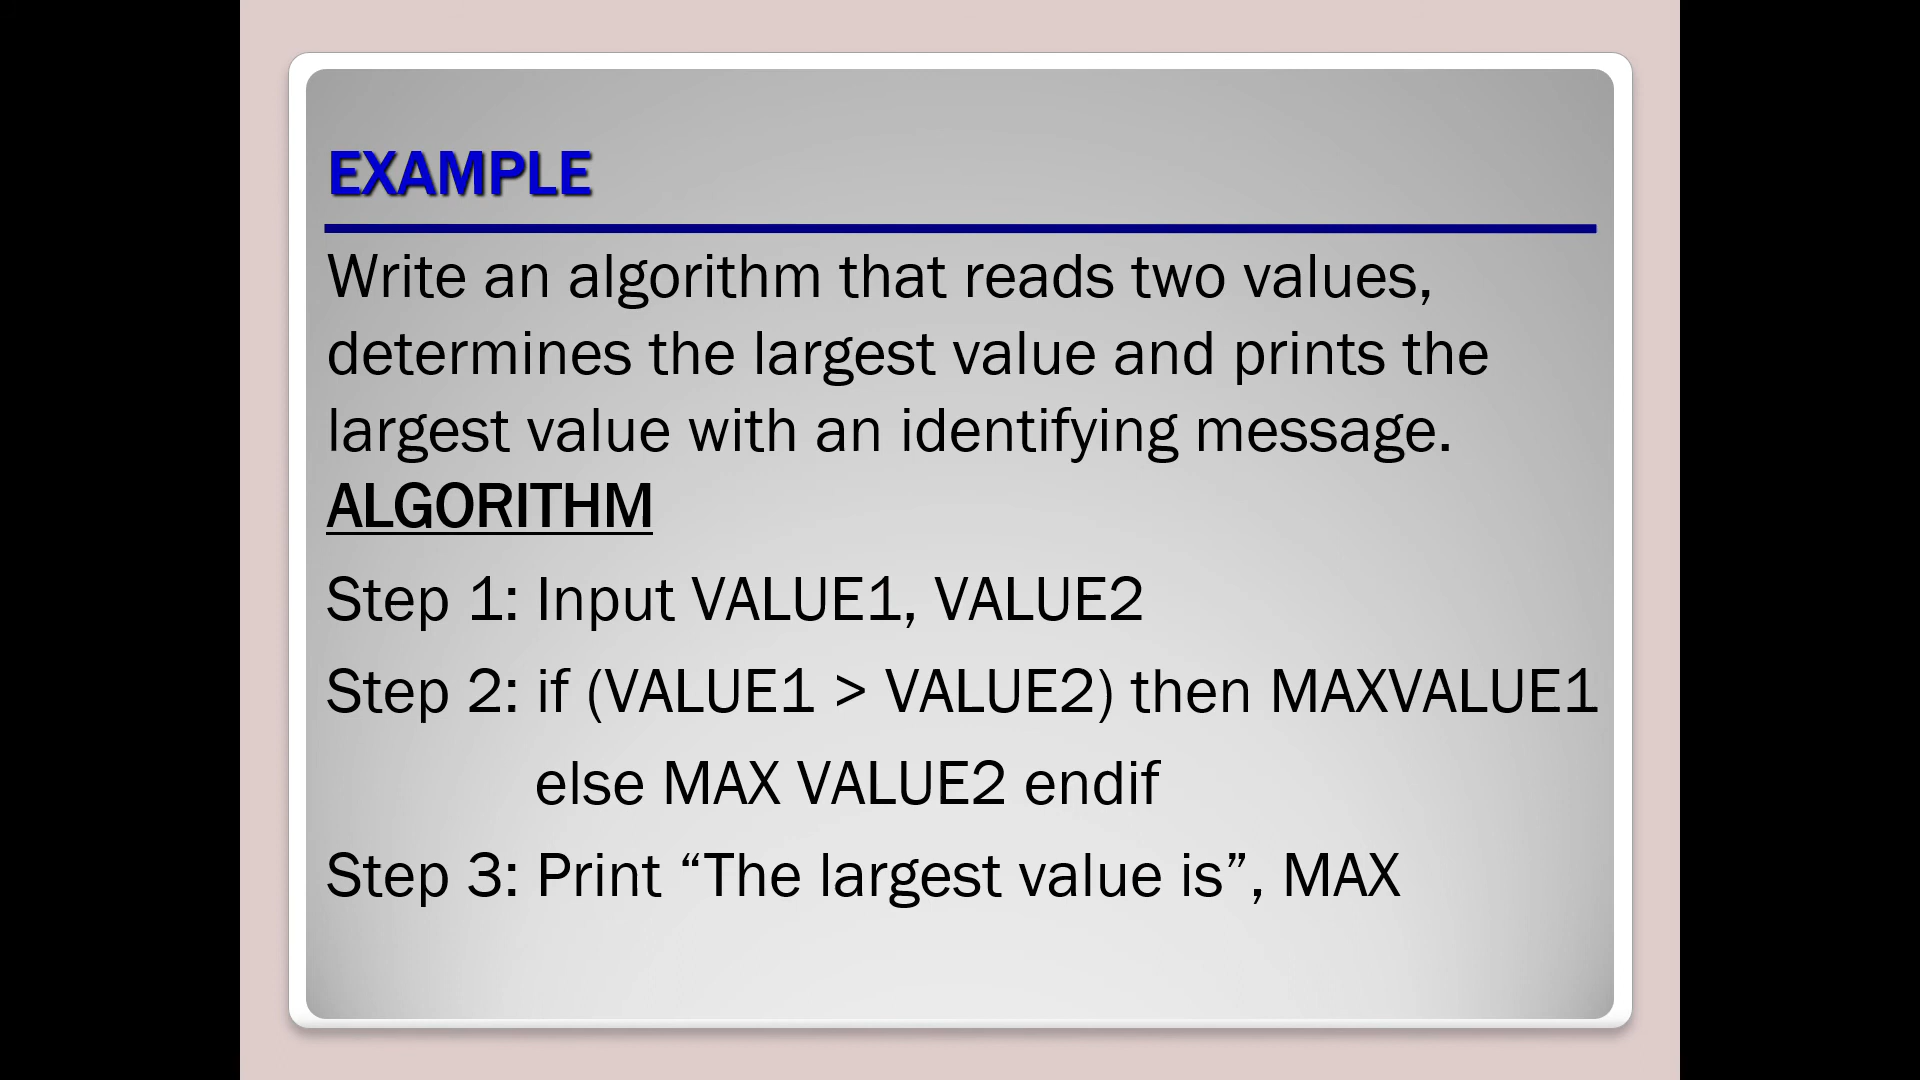 EXAMPLE
Write an algorithm that reads two values,
determines the largest value and prints the
largest value with an identifying message.
ALGORITHM
Step 1: Input VALUE1, VALUE2
Step 2: if (VALUE1 > VALUE2) then MAXVALUE1
else MAX VALUE2 endif
Step 3: Print “The largest value is”, MAX